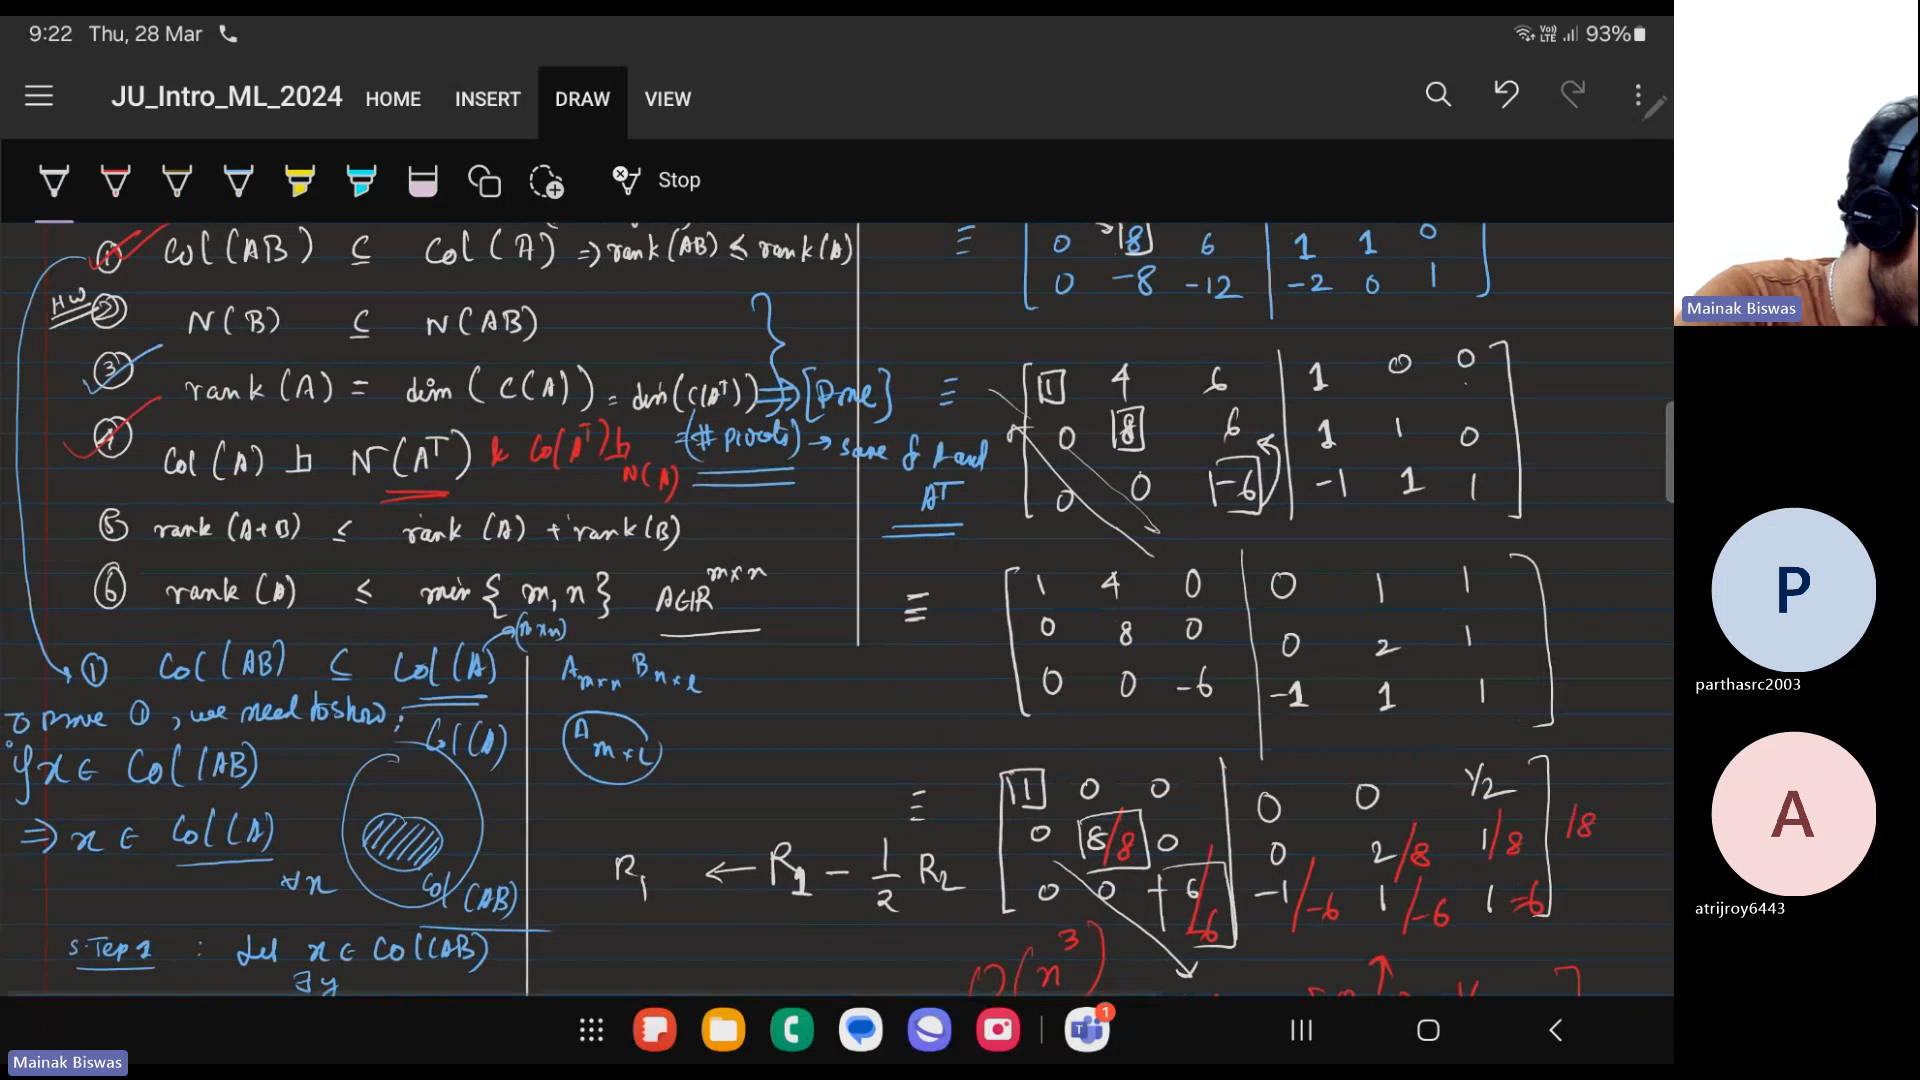 9:22 Thu, 28 Mar
93%
JU_Intro_ML_2024 HOME INSERT DRAW VIEW
Stop
① Col(AB) ⊆ Col(A) ⇒ rank(AB) ≤ rank(A)
HW ② N(B) ⊆ N(AB)
③ rank(A) = dim(C(A)) = dim(C(Aᵀ)) ⇒ [Prove]
= (# pivots) → same of A and Aᵀ
④ Col(A) ⊥ N(Aᵀ) & Col(Aᵀ) ⊥ N(A)
⑤ rank(A+B) ≤ rank(A) + rank(B)
⑥ rank(A) ≤ min{m,n} A∈ℝᵐˣⁿ
① Col(AB) ⊆ Col(A) (m×n)
To prove ①, we need to show;
If x ∈ Col(AB)
⇒ x ∈ Col(A)
∀x
Col(A)
Col(AB)
Step 1 : Let x ∈ Col(AB)
∃ y
A m×n B n×l
A m×l
≡ 0 8 6 | 1 1 0
0 -8 -12 | -2 0 1
≡ 1 4 6 | 1 0 0
0 8 6 | 1 1 0
0 0 -6 | -1 1 1
≡ 1 4 0 | 0 1 1
0 8 0 | 0 2 1
0 0 -6 | -1 1 1
≡ 1 0 0 | 0 0 1/2
0 8/8 0 | 0 2/8 1/8 /8
R₁ ← R₁ - 1/2 R₂
0 0 +6/-6 | -1/-6 1/-6 1/-6
O(n³)
Mainak Biswas
P
parthasrc2003
A
atrijroy6443
1
Mainak Biswas